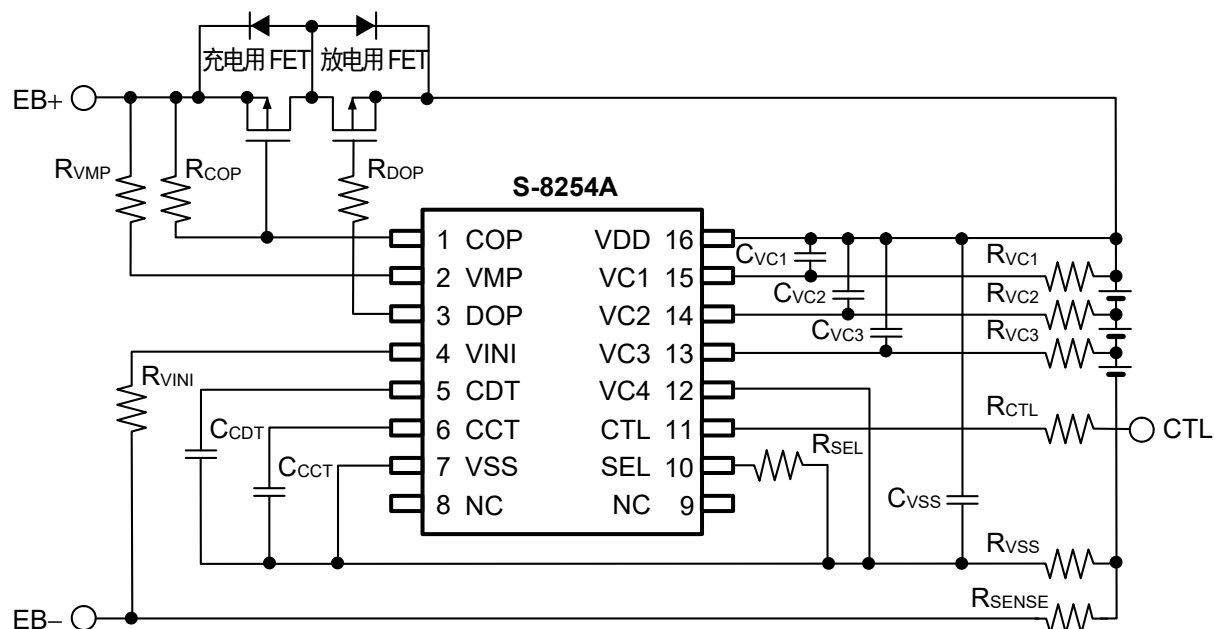 充电用 FET 放电用 FET
EB+
RVMP RCOP RDOP
S-8254A
1 COP VDD 16
2 VMP VC1 15
3 DOP VC2 14
4 VINI VC3 13
5 CDT VC4 12
6 CCT CTL 11
7 VSS SEL 10
8 NC NC 9
CVC1
CVC2
CVC3
RVC1
RVC2
RVC3
RVINI
CCDT
CCCT
RCTL
CTL
RSEL
CVSS
RVSS
RSENSE
EB−